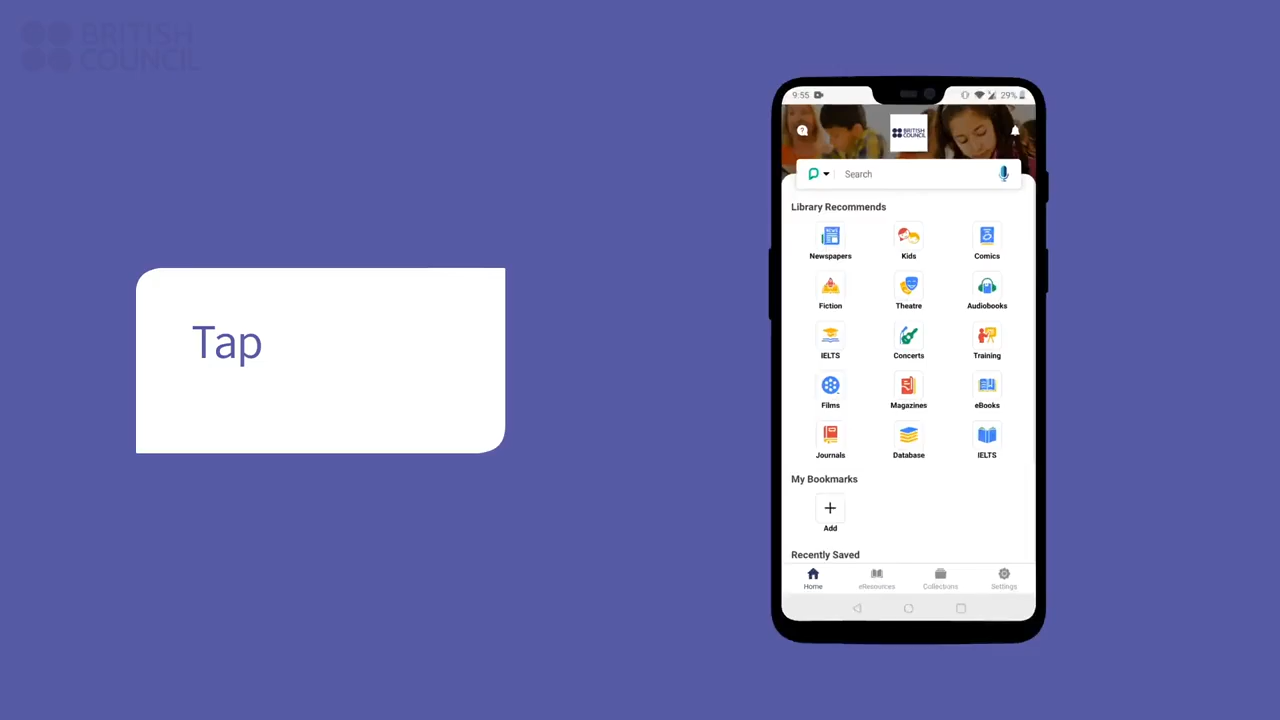 BRITISH
COUNCIL
Tap
9:55
29%
BRITISH
COUNCIL
Search
Library Recommends
NEWS
Newspapers
Kids
Comics
Fiction
Theatre
Audiobooks
IELTS
Concerts
Training
Films
Magazines
eBooks
Journals
Database
IELTS
My Bookmarks
Add
Recently Saved
Home
eResources
Collections
Settings